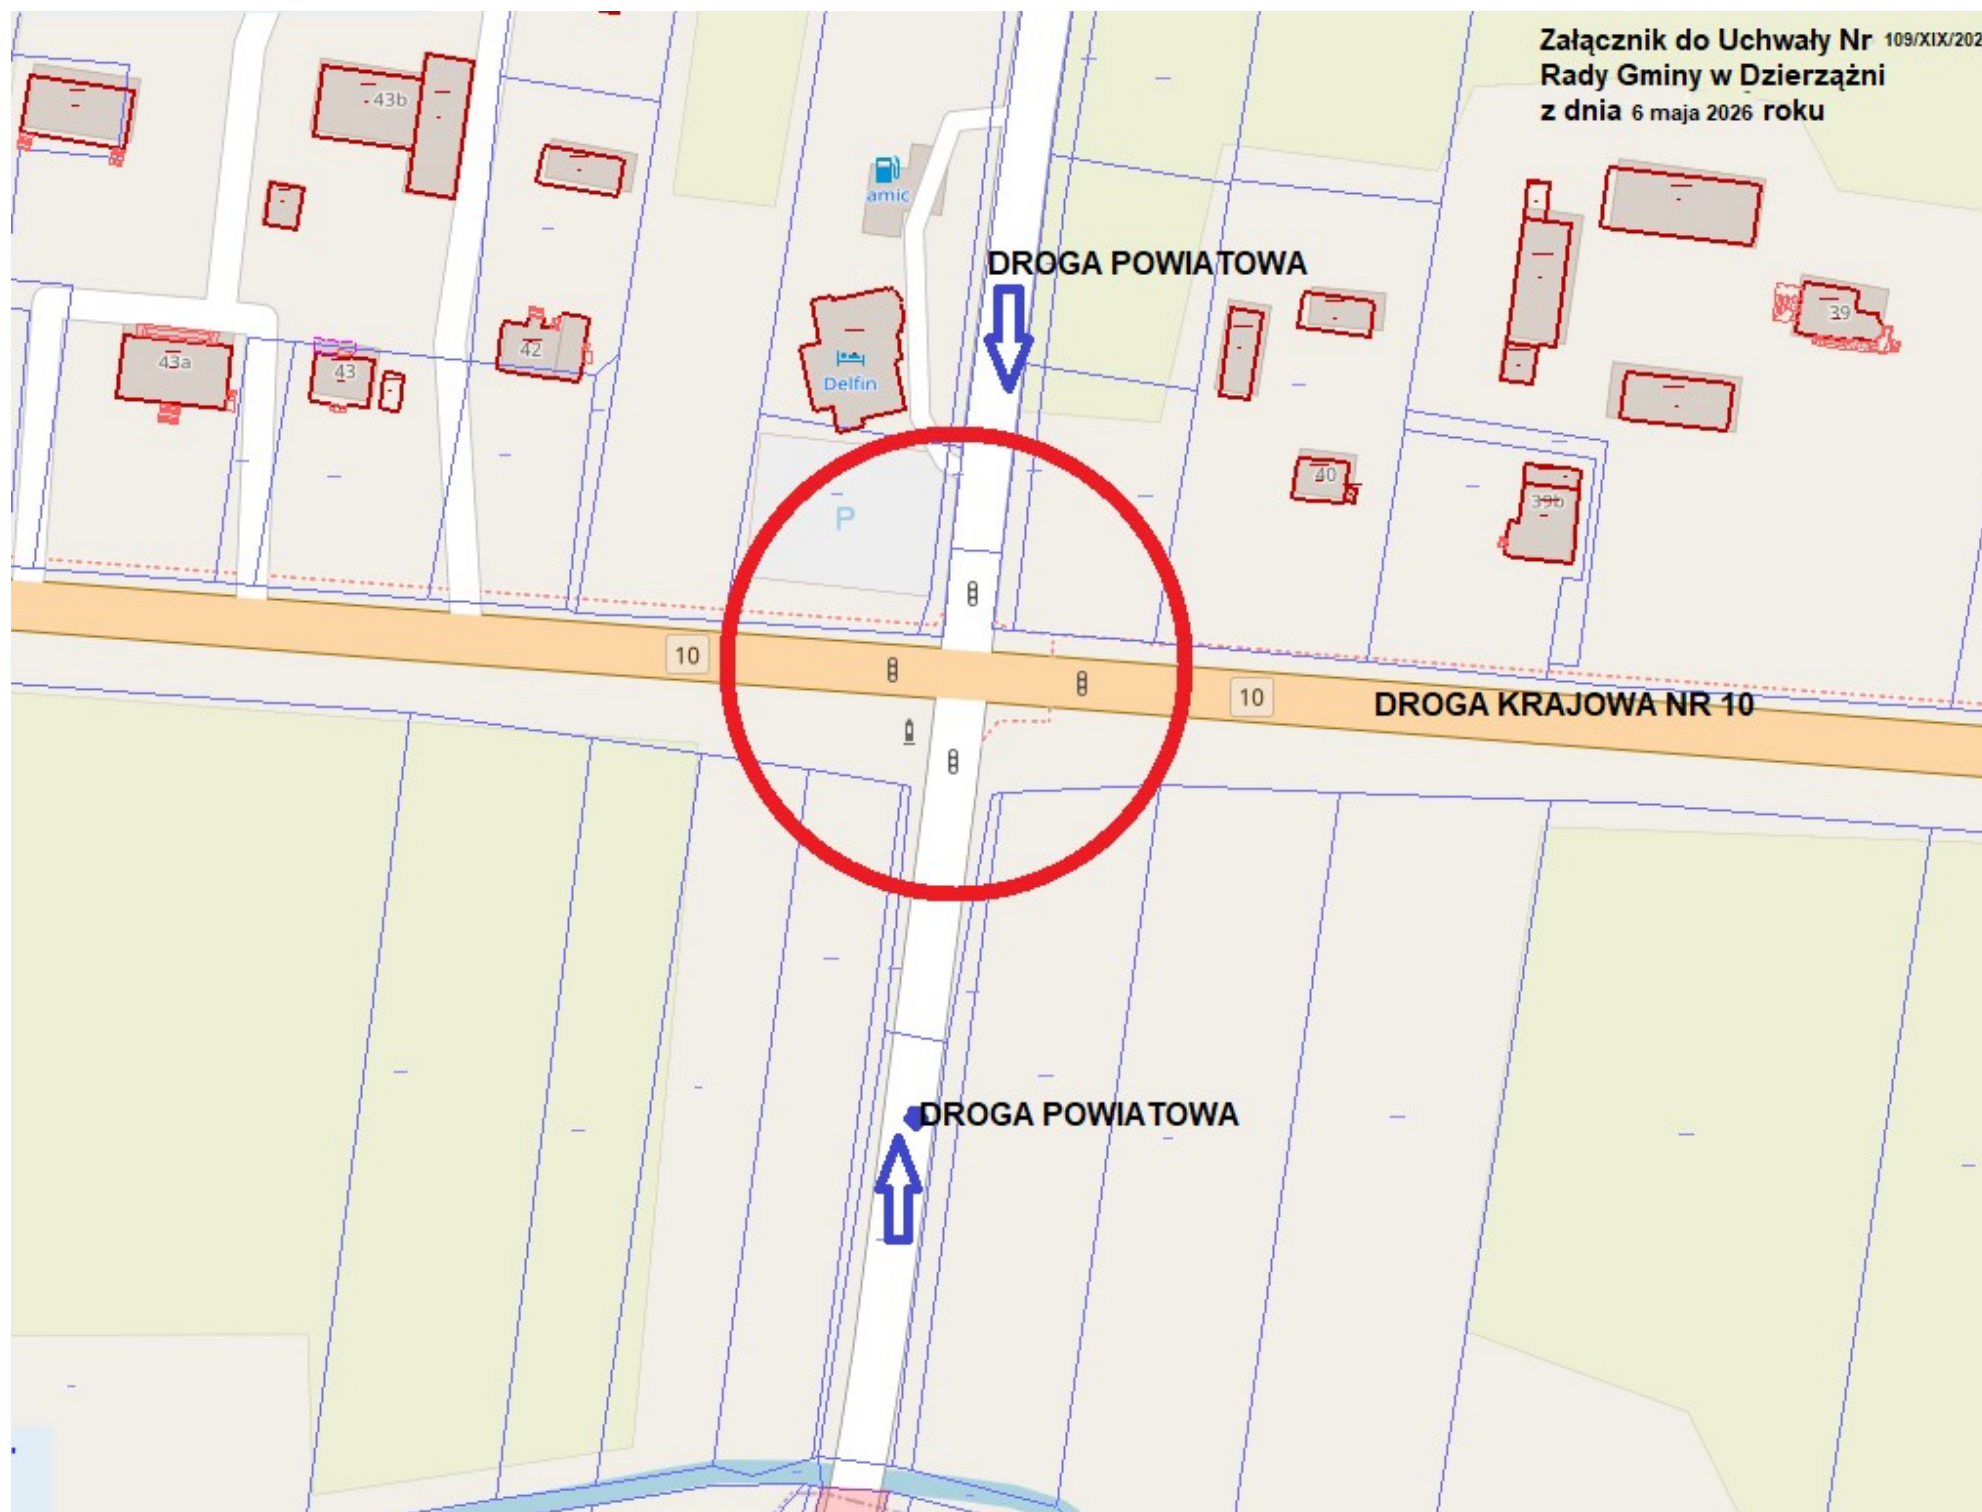 Załącznik do Uchwały Nr 109/XIX/202
Rady Gminy w Dzierzążni
z dnia 6 maja 2026 roku
43b
amic
DROGA POWIATOWA
39
42
43a
43
Delfin
40
39b
P
10
10
DROGA KRAJOWA NR 10
DROGA POWIATOWA